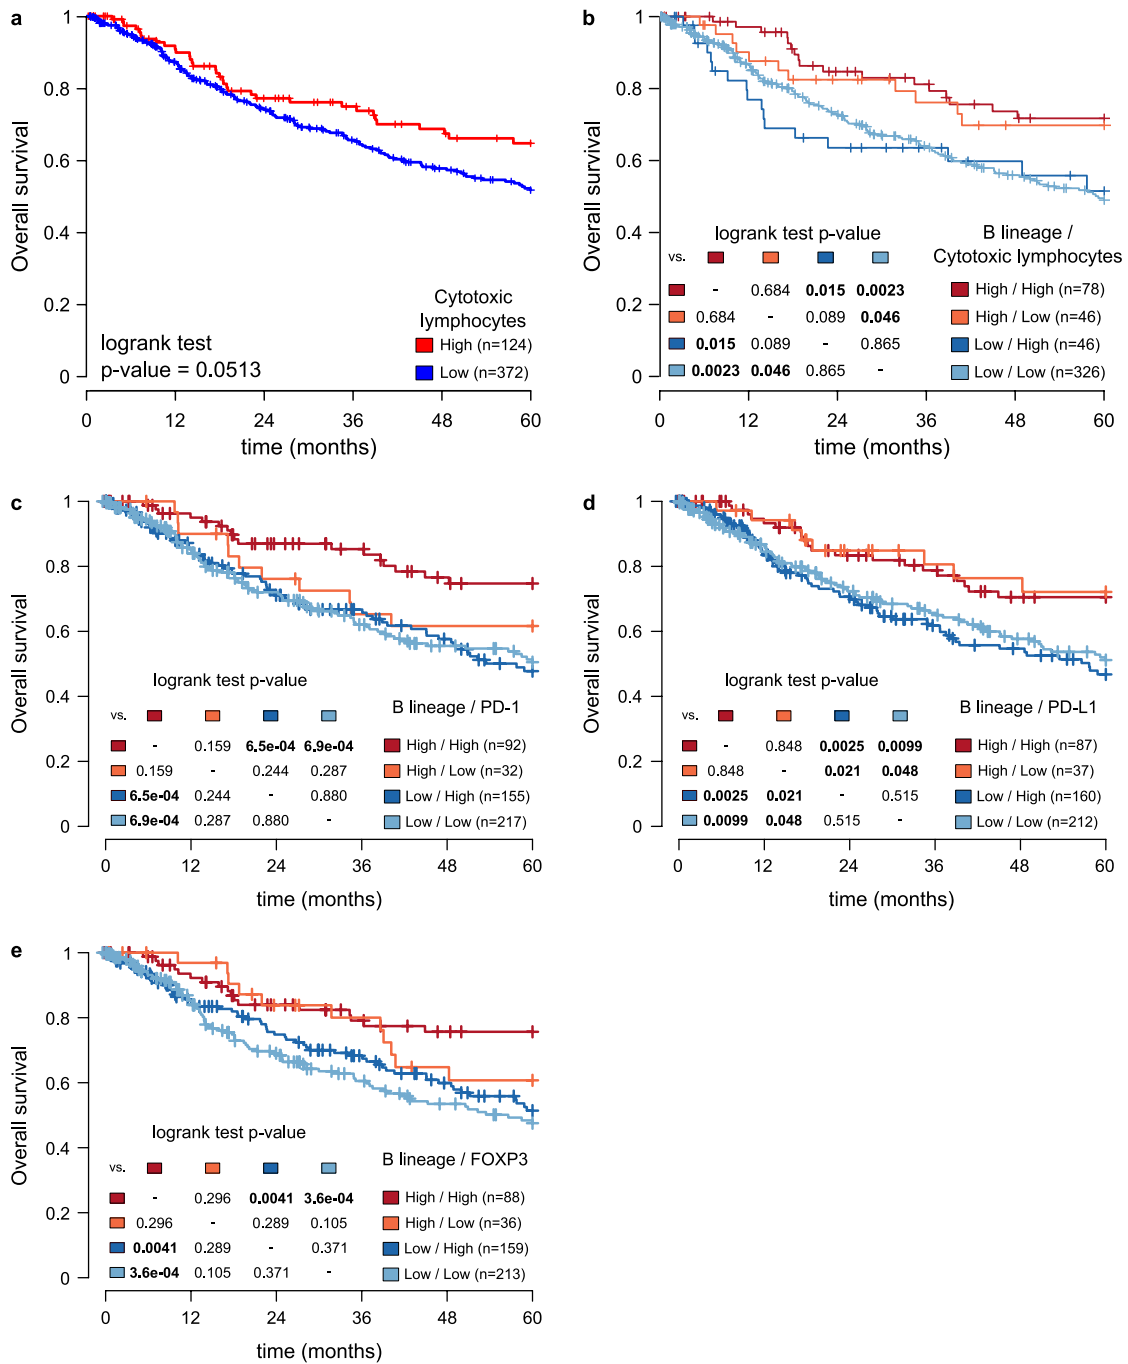 a
1
0.8
0.6
0.4
0.2
0
Overall survival
Cytotoxic
lymphocytes
High (n=124)
Low (n=372)
logrank test
p-value = 0.0513
0 12 24 36 48 60
time (months)
b
1
0.8
0.6
0.4
0.2
0
Overall survival
logrank test p-value
vs.
- 0.684 0.015 0.0023
0.684 - 0.089 0.046
0.015 0.089 - 0.865
0.0023 0.046 0.865 -
B lineage /
Cytotoxic lymphocytes
High / High (n=78)
High / Low (n=46)
Low / High (n=46)
Low / Low (n=326)
0 12 24 36 48 60
time (months)
c
1
0.8
0.6
0.4
0.2
0
Overall survival
logrank test p-value
vs.
- 0.159 6.5e-04 6.9e-04
0.159 - 0.244 0.287
6.5e-04 0.244 - 0.880
6.9e-04 0.287 0.880 -
B lineage / PD-1
High / High (n=92)
High / Low (n=32)
Low / High (n=155)
Low / Low (n=217)
0 12 24 36 48 60
time (months)
d
1
0.8
0.6
0.4
0.2
0
Overall survival
logrank test p-value
vs.
- 0.848 0.0025 0.0099
0.848 - 0.021 0.048
0.0025 0.021 - 0.515
0.0099 0.048 0.515 -
B lineage / PD-L1
High / High (n=87)
High / Low (n=37)
Low / High (n=160)
Low / Low (n=212)
0 12 24 36 48 60
time (months)
e
1
0.8
0.6
0.4
0.2
0
Overall survival
logrank test p-value
vs.
- 0.296 0.0041 3.6e-04
0.296 - 0.289 0.105
0.0041 0.289 - 0.371
3.6e-04 0.105 0.371 -
B lineage / FOXP3
High / High (n=88)
High / Low (n=36)
Low / High (n=159)
Low / Low (n=213)
0 12 24 36 48 60
time (months)